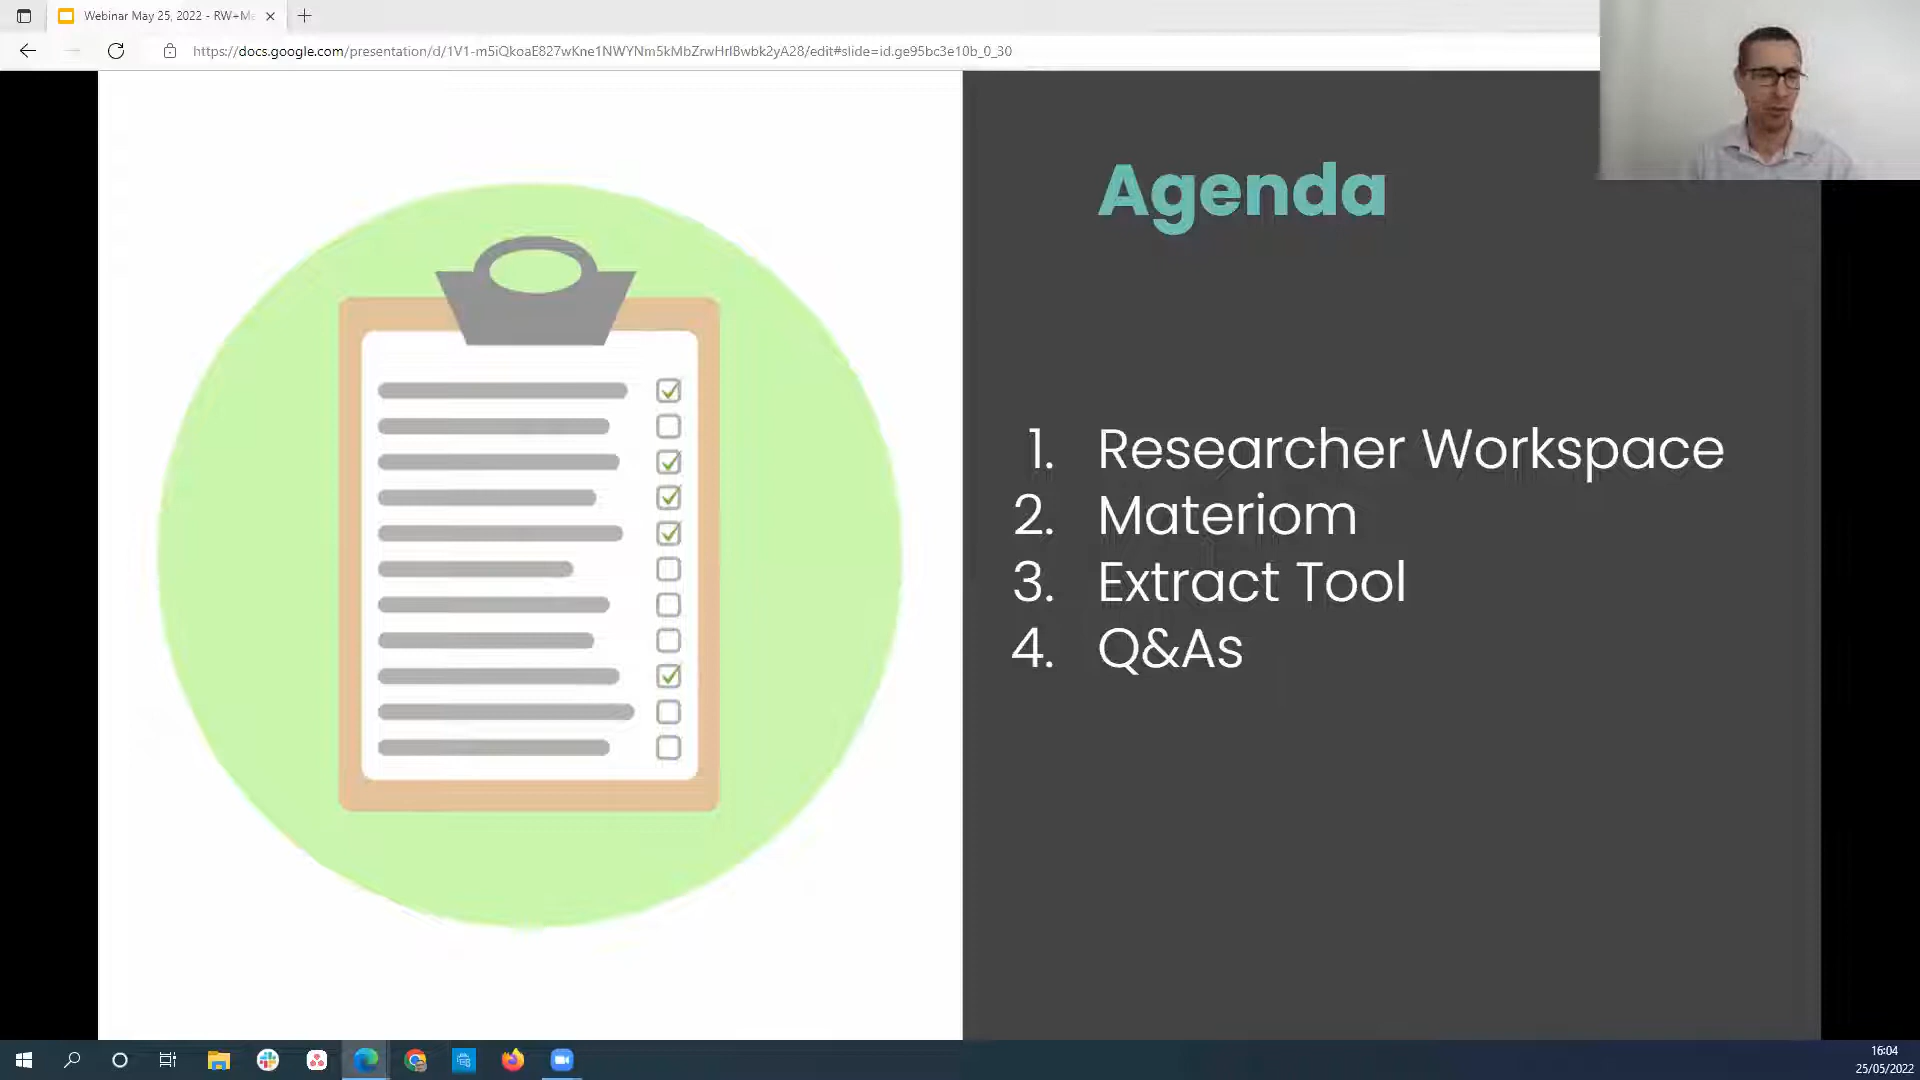 Webinar May 25, 2022 - RW+M
https://docs.google.com/presentation/d/1V1-m5iQkoaE827wKne1NWYNm5kMbZrwHrlBwbk2yA28/edit#slide=id.ge95bc3e10b_0_30
Agenda
1. Researcher Workspace
2. Materiom
3. Extract Tool
4. Q&As
16:04
25/05/2022